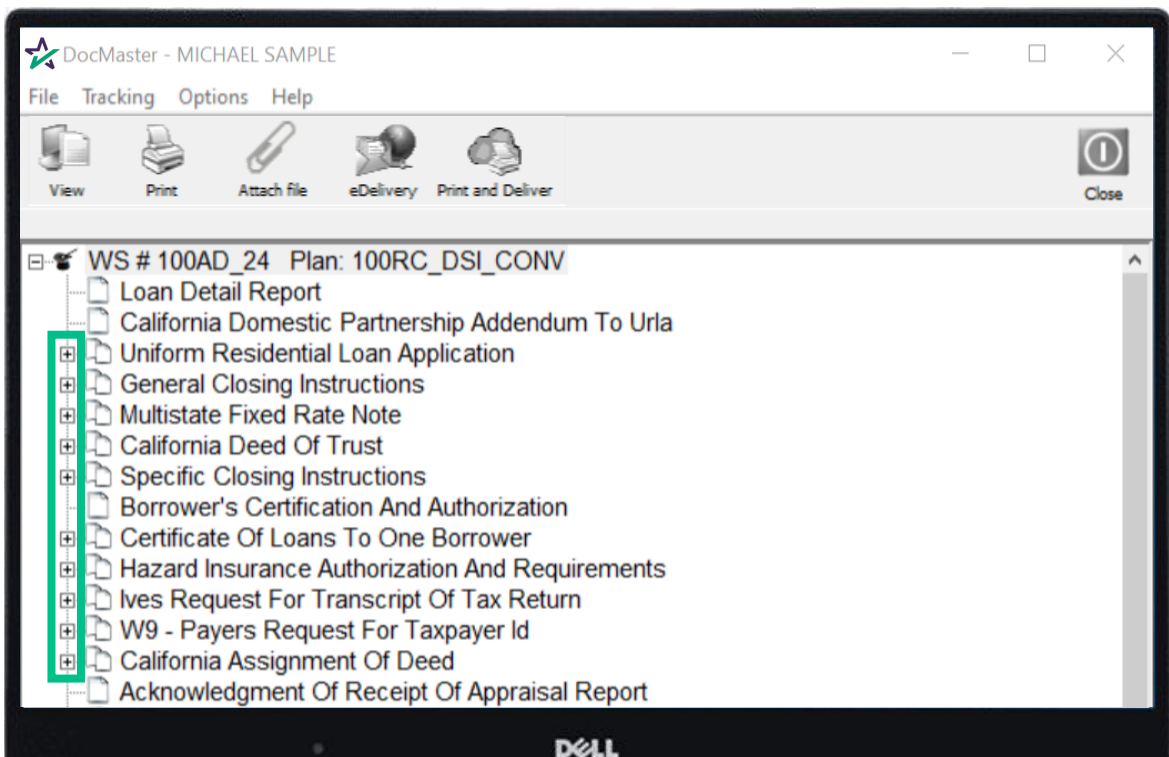 DocMaster - MICHAEL SAMPLE
File Tracking Options Help
View Print Attach file eDelivery Print and Deliver Close
WS # 100AD_24 Plan: 100RC_DSI_CONV
Loan Detail Report
California Domestic Partnership Addendum To Urla
Uniform Residential Loan Application
General Closing Instructions
Multistate Fixed Rate Note
California Deed Of Trust
Specific Closing Instructions
Borrower's Certification And Authorization
Certificate Of Loans To One Borrower
Hazard Insurance Authorization And Requirements
Ives Request For Transcript Of Tax Return
W9 - Payers Request For Taxpayer Id
California Assignment Of Deed
Acknowledgment Of Receipt Of Appraisal Report
DELL